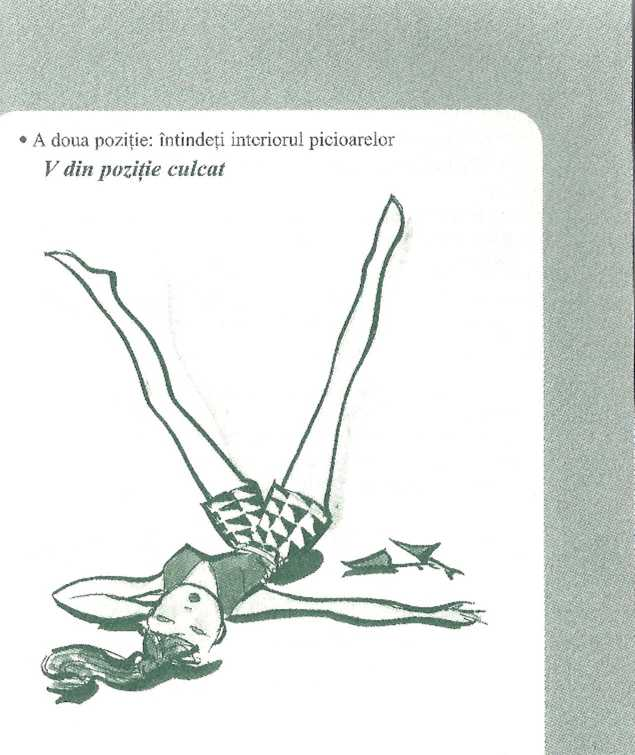 • A doua poziție: întindeți interiorul picioarelor
V din poziție culcat